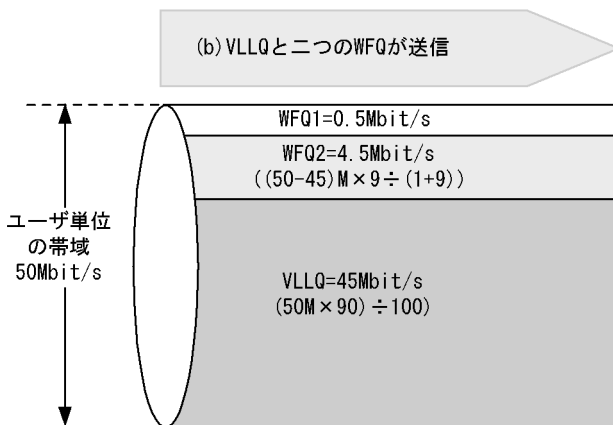 (b)VLLQと二つのWFQが送信
WFQ1=0.5Mbit/s
WFQ2=4.5Mbit/s
((50-45)M×9÷(1+9))
ユーザ単位
の帯域
50Mbit/s
VLLQ=45Mbit/s
(50M×90)÷100)